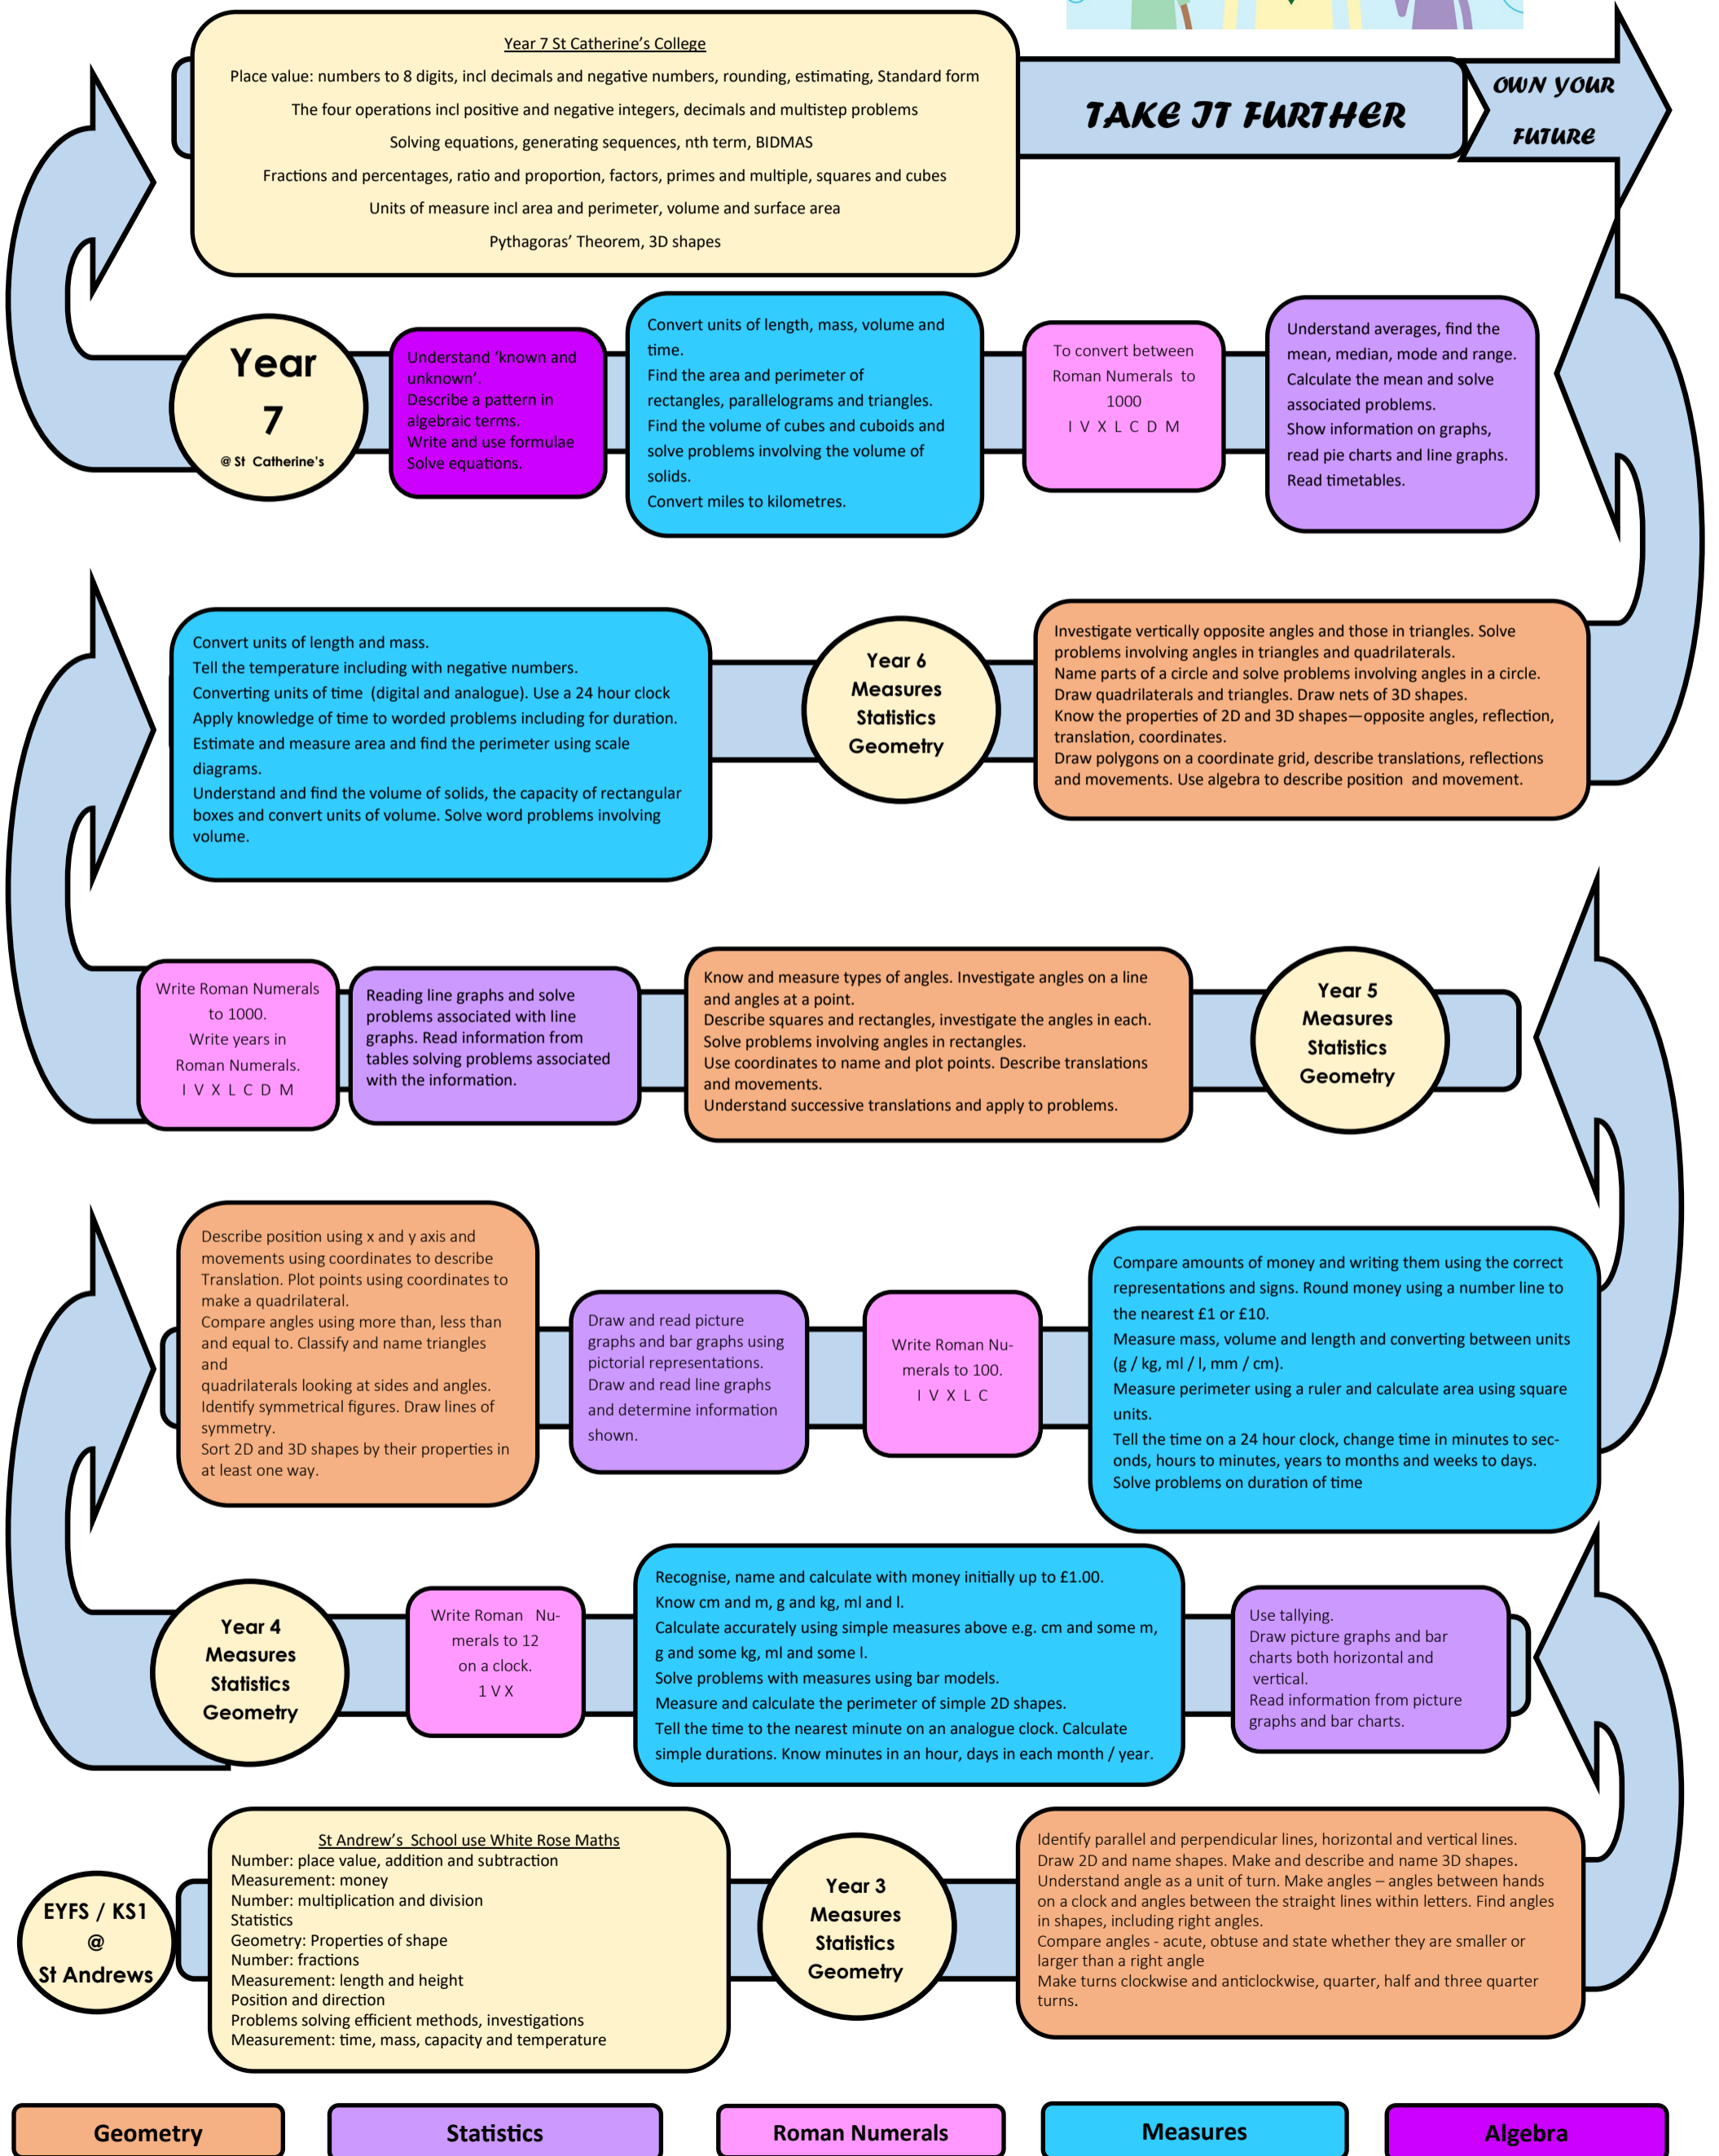 Year 7 St Catherine's College
Place value: numbers to 8 digits, incl decimals and negative numbers, rounding, estimating, Standard form
The four operations incl positive and negative integers, decimals and multistep problems
Solving equations, generating sequences, nth term, BIDMAS
Fractions and percentages, ratio and proportion, factors, primes and multiple, squares and cubes
Units of measure incl area and perimeter, volume and surface area
Pythagoras' Theorem, 3D shapes
TAKE IT FURTHER
OWN YOUR
FUTURE
Year
7
@ St Catherine's
Understand 'known and
unknown'.
Describe a pattern in
algebraic terms.
Write and use formulae
Solve equations.
Convert units of length, mass, volume and
time.
Find the area and perimeter of
rectangles, parallelograms and triangles.
Find the volume of cubes and cuboids and
solve problems involving the volume of
solids.
Convert miles to kilometres.
To convert between
Roman Numerals to
1000
I V X L C D M
Understand averages, find the
mean, median, mode and range.
Calculate the mean and solve
associated problems.
Show information on graphs,
read pie charts and line graphs.
Read timetables.
Convert units of length and mass.
Tell the temperature including with negative numbers.
Converting units of time (digital and analogue). Use a 24 hour clock
Apply knowledge of time to worded problems including for duration.
Estimate and measure area and find the perimeter using scale
diagrams.
Understand and find the volume of solids, the capacity of rectangular
boxes and convert units of volume. Solve word problems involving
volume.
Year 6
Measures
Statistics
Geometry
Investigate vertically opposite angles and those in triangles. Solve
problems involving angles in triangles and quadrilaterals.
Name parts of a circle and solve problems involving angles in a circle.
Draw quadrilaterals and triangles. Draw nets of 3D shapes.
Know the properties of 2D and 3D shapes—opposite angles, reflection,
translation, coordinates.
Draw polygons on a coordinate grid, describe translations, reflections
and movements. Use algebra to describe position and movement.
Write Roman Numerals
to 1000.
Write years in
Roman Numerals.
I V X L C D M
Reading line graphs and solve
problems associated with line
graphs. Read information from
tables solving problems associated
with the information.
Know and measure types of angles. Investigate angles on a line
and angles at a point.
Describe squares and rectangles, investigate the angles in each.
Solve problems involving angles in rectangles.
Use coordinates to name and plot points. Describe translations
and movements.
Understand successive translations and apply to problems.
Year 5
Measures
Statistics
Geometry
Describe position using x and y axis and
movements using coordinates to describe
Translation. Plot points using coordinates to
make a quadrilateral.
Compare angles using more than, less than
and equal to. Classify and name triangles
and
quadrilaterals looking at sides and angles.
Identify symmetrical figures. Draw lines of
symmetry.
Sort 2D and 3D shapes by their properties in
at least one way.
Draw and read picture
graphs and bar graphs using
pictorial representations.
Draw and read line graphs
and determine information
shown.
Write Roman Nu-
merals to 100.
I V X L C
Compare amounts of money and writing them using the correct
representations and signs. Round money using a number line to
the nearest £1 or £10.
Measure mass, volume and length and converting between units
(g / kg, ml / l, mm / cm).
Measure perimeter using a ruler and calculate area using square
units.
Tell the time on a 24 hour clock, change time in minutes to sec-
onds, hours to minutes, years to months and weeks to days.
Solve problems on duration of time
Year 4
Measures
Statistics
Geometry
Write Roman Nu-
merals to 12
on a clock.
1 V X
Recognise, name and calculate with money initially up to £1.00.
Know cm and m, g and kg, ml and l.
Calculate accurately using simple measures above e.g. cm and some m,
g and some kg, ml and some l.
Solve problems with measures using bar models.
Measure and calculate the perimeter of simple 2D shapes.
Tell the time to the nearest minute on an analogue clock. Calculate
simple durations. Know minutes in an hour, days in each month / year.
Use tallying.
Draw picture graphs and bar
charts both horizontal and
vertical.
Read information from picture
graphs and bar charts.
EYFS / KS1
@
St Andrews
St Andrew's School use White Rose Maths
Number: place value, addition and subtraction
Measurement: money
Number: multiplication and division
Statistics
Geometry: Properties of shape
Number: fractions
Measurement: length and height
Position and direction
Problems solving efficient methods, investigations
Measurement: time, mass, capacity and temperature
Year 3
Measures
Statistics
Geometry
Identify parallel and perpendicular lines, horizontal and vertical lines.
Draw 2D and name shapes. Make and describe and name 3D shapes.
Understand angle as a unit of turn. Make angles – angles between hands
on a clock and angles between the straight lines within letters. Find angles
in shapes, including right angles.
Compare angles - acute, obtuse and state whether they are smaller or
larger than a right angle
Make turns clockwise and anticlockwise, quarter, half and three quarter
turns.
Geometry
Statistics
Roman Numerals
Measures
Algebra